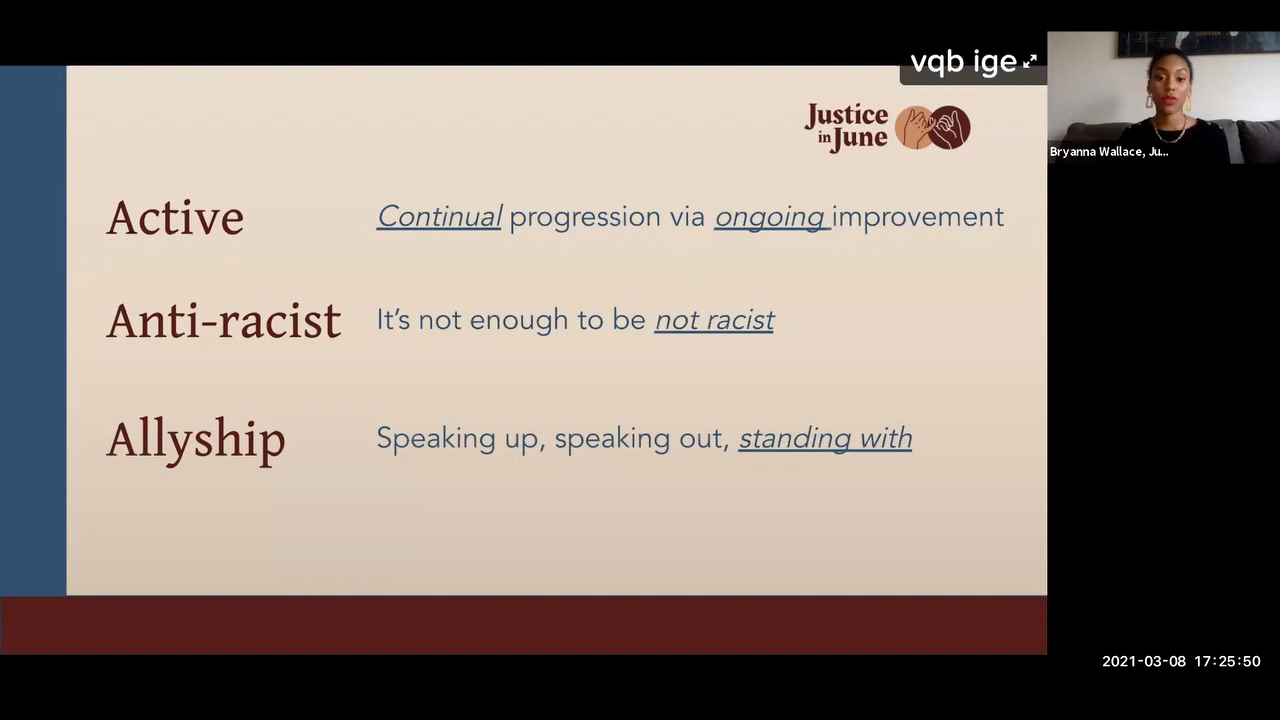 vqb ige
Bryanna Wallace, Ju...
Justice
in June
Active Continual progression via ongoing improvement
Anti-racist It's not enough to be not racist
Allyship Speaking up, speaking out, standing with
2021-03-08 17:25:50